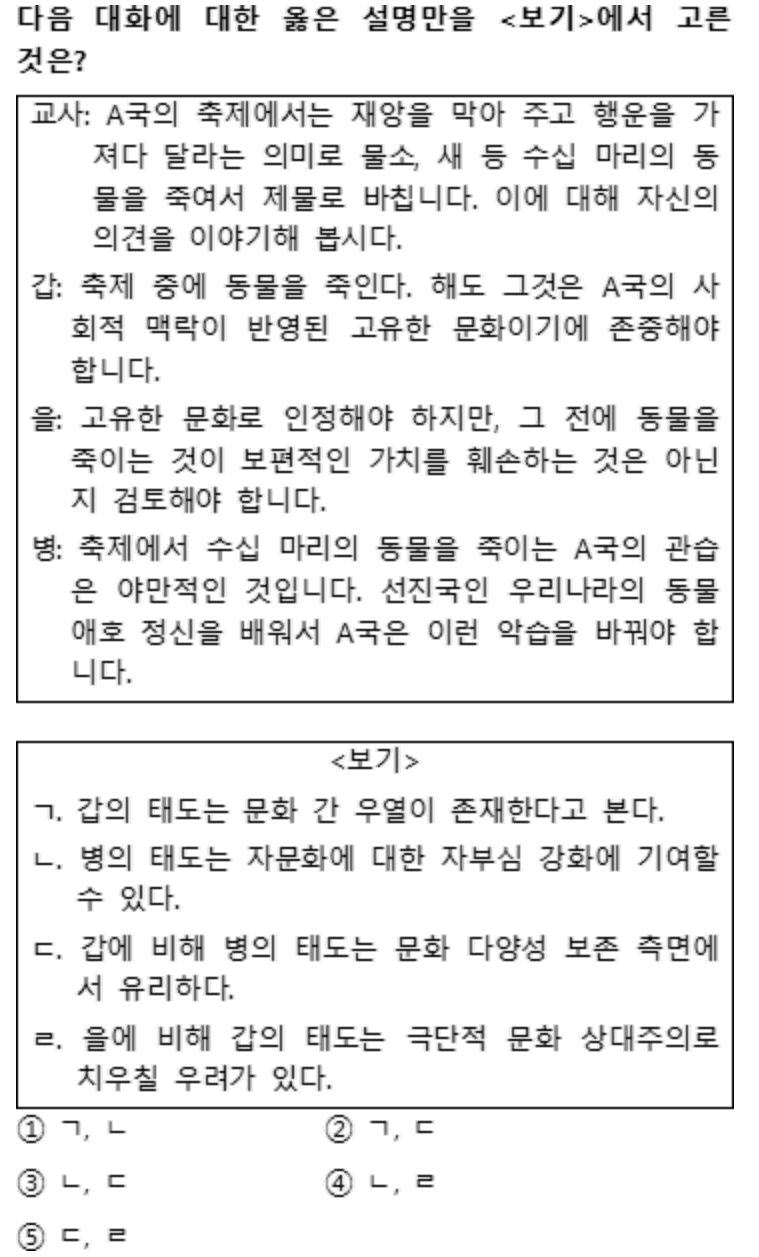 다음 대화에 대한 옳은 설명만을 <보기>에서 고른
것은?
교사: A국의 축제에서는 재앙을 막아 주고 행운을 가
져다 달라는 의미로 물소, 새 등 수십 마리의 동
물을 죽여서 제물로 바칩니다. 이에 대해 자신의
의견을 이야기해 봅시다.
갑: 축제 중에 동물을 죽인다. 해도 그것은 A국의 사
회적 맥락이 반영된 고유한 문화이기에 존중해야
합니다.
을: 고유한 문화로 인정해야 하지만, 그 전에 동물을
죽이는 것이 보편적인 가치를 훼손하는 것은 아닌
지 검토해야 합니다.
병: 축제에서 수십 마리의 동물을 죽이는 A국의 관습
은 야만적인 것입니다. 선진국인 우리나라의 동물
애호 정신을 배워서 A국은 이런 악습을 바꿔야 합
니다.
<보기>
ㄱ. 갑의 태도는 문화 간 우열이 존재한다고 본다.
ㄴ. 병의 태도는 자문화에 대한 자부심 강화에 기여할
수 있다.
ㄷ. 갑에 비해 병의 태도는 문화 다양성 보존 측면에
서 유리하다.
ㄹ. 을에 비해 갑의 태도는 극단적 문화 상대주의로
치우칠 우려가 있다.
① ㄱ, ㄴ ② ㄱ, ㄷ
③ ㄴ, ㄷ ④ ㄴ, ㄹ
⑤ ㄷ, ㄹ